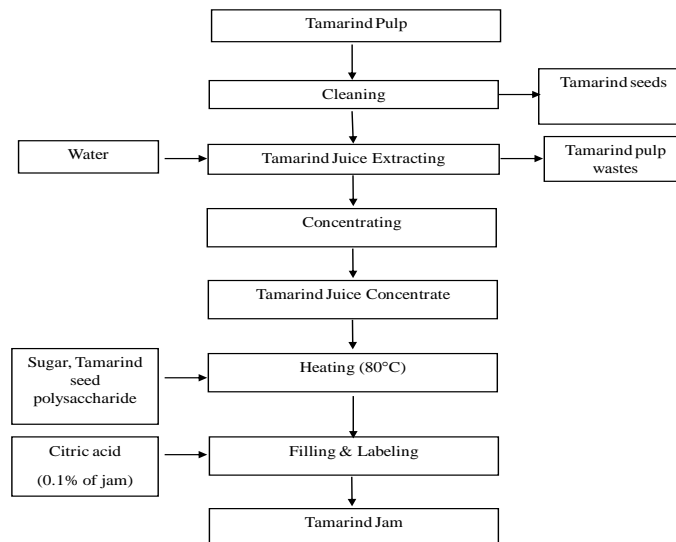 Tamarind Pulp
Cleaning
Tamarind seeds
Water
Tamarind Juice Extracting
Tamarind pulp
wastes
Concentrating
Tamarind Juice Concentrate
Sugar, Tamarind
seed
polysaccharide
Heating (80°C)
Citric acid
(0.1% of jam)
Filling & Labeling
Tamarind Jam